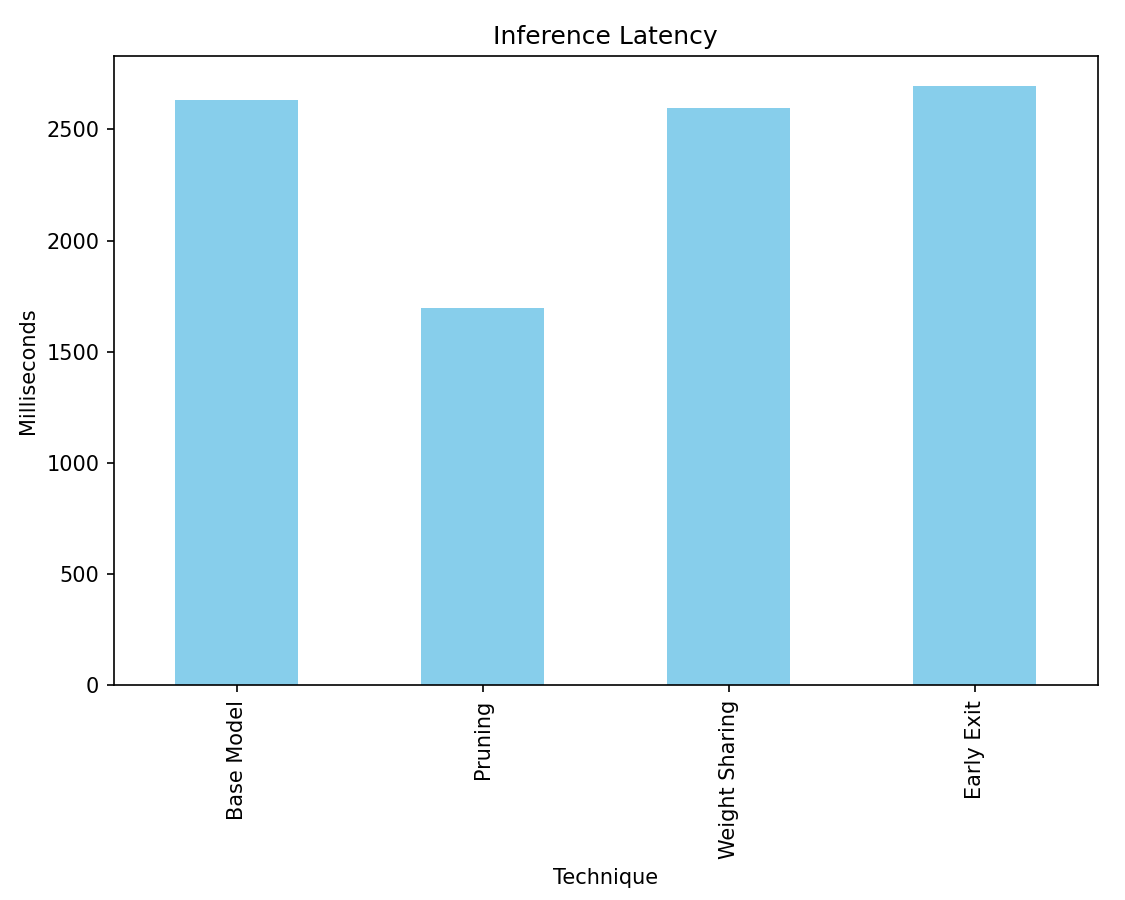 Inference Latency
Milliseconds
2500
2000
1500
1000
500
0
Base Model
Pruning
Weight Sharing
Early Exit
Technique